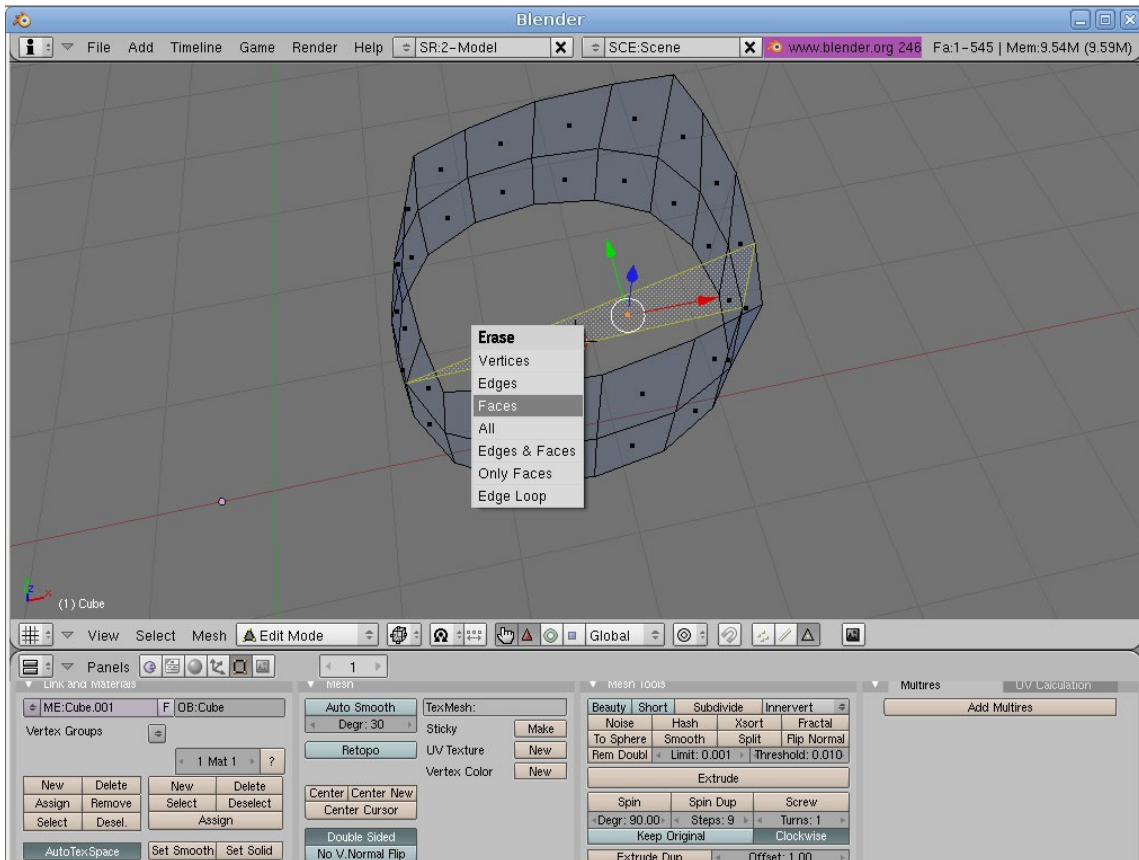 Blender
File Add Timeline Game Render Help SR:2-Model X SCE:Scene X www.blender.org 246 Fa:1-545 | Mem:9.54M (9.59M)
Erase
Vertices
Edges
Faces
All
Edges & Faces
Only Faces
Edge Loop
z x
(1) Cube
View Select Mesh Edit Mode Global
Panels 1
Link and Materials
ME:Cube.001 F OB:Cube
Vertex Groups
1 Mat 1 ?
New Delete New Delete
Assign Remove Select Deselect
Select Desel. Assign
AutoTexSpace Set Smooth Set Solid
Mesh
Auto Smooth TexMesh:
Degr: 30 Sticky Make
Retopo UV Texture New
Vertex Color New
Center Center New
Center Cursor
Double Sided
No V.Normal Flip
Mesh Tools
Beauty Short Subdivide Innervert
Noise Hash Xsort Fractal
To Sphere Smooth Split Flip Normal
Rem Doubl Limit: 0.001 Threshold: 0.010
Extrude
Spin Spin Dup Screw
Degr: 90.00 Steps: 9 Turns: 1
Keep Original Clockwise
Extrude Dup Offset: 1.00
Multires UV Calculation
Add Multires